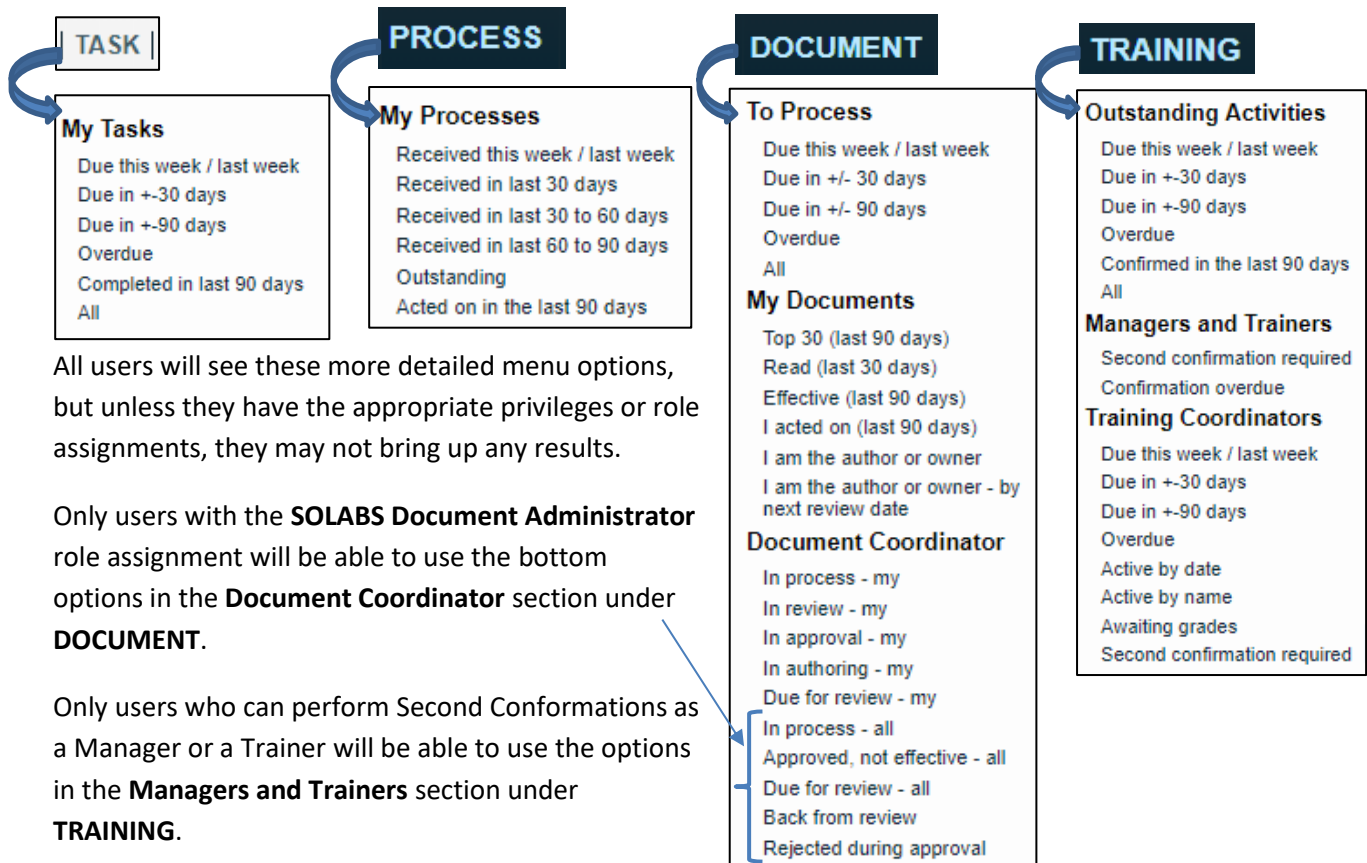 TASK
My Tasks
Due this week / last week
Due in +-30 days
Due in +-90 days
Overdue
Completed in last 90 days
All
PROCESS
My Processes
Received this week / last week
Received in last 30 days
Received in last 30 to 60 days
Received in last 60 to 90 days
Outstanding
Acted on in the last 90 days
DOCUMENT
To Process
Due this week / last week
Due in +/- 30 days
Due in +/- 90 days
Overdue
All
My Documents
Top 30 (last 90 days)
Read (last 30 days)
Effective (last 90 days)
I acted on (last 90 days)
I am the author or owner
I am the author or owner - by
next review date
Document Coordinator
In process - my
In review - my
In approval - my
In authoring - my
Due for review - my
In process - all
Approved, not effective - all
Due for review - all
Back from review
Rejected during approval
TRAINING
Outstanding Activities
Due this week / last week
Due in +-30 days
Due in +-90 days
Overdue
Confirmed in the last 90 days
All
Managers and Trainers
Second confirmation required
Confirmation overdue
Training Coordinators
Due this week / last week
Due in +-30 days
Due in +-90 days
Overdue
Active by date
Active by name
Awaiting grades
Second confirmation required
All users will see these more detailed menu options,
but unless they have the appropriate privileges or role
assignments, they may not bring up any results.
Only users with the SOLABS Document Administrator
role assignment will be able to use the bottom
options in the Document Coordinator section under
DOCUMENT.
Only users who can perform Second Conformations as
a Manager or a Trainer will be able to use the options
in the Managers and Trainers section under
TRAINING.